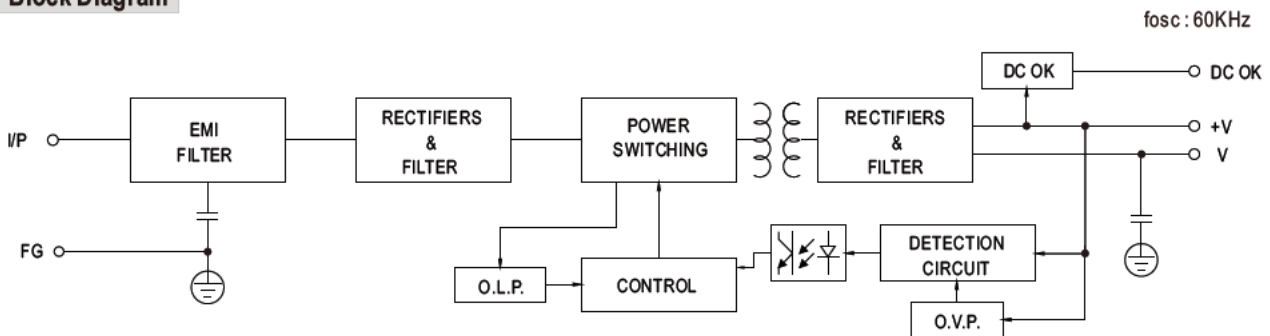 Block Diagram
fosc : 60KHz
DC OK
DC OK
I/P
EMI
FILTER
RECTIFIERS
&
FILTER
POWER
SWITCHING
RECTIFIERS
&
FILTER
+V
V
FG
O.L.P.
CONTROL
DETECTION
CIRCUIT
O.V.P.